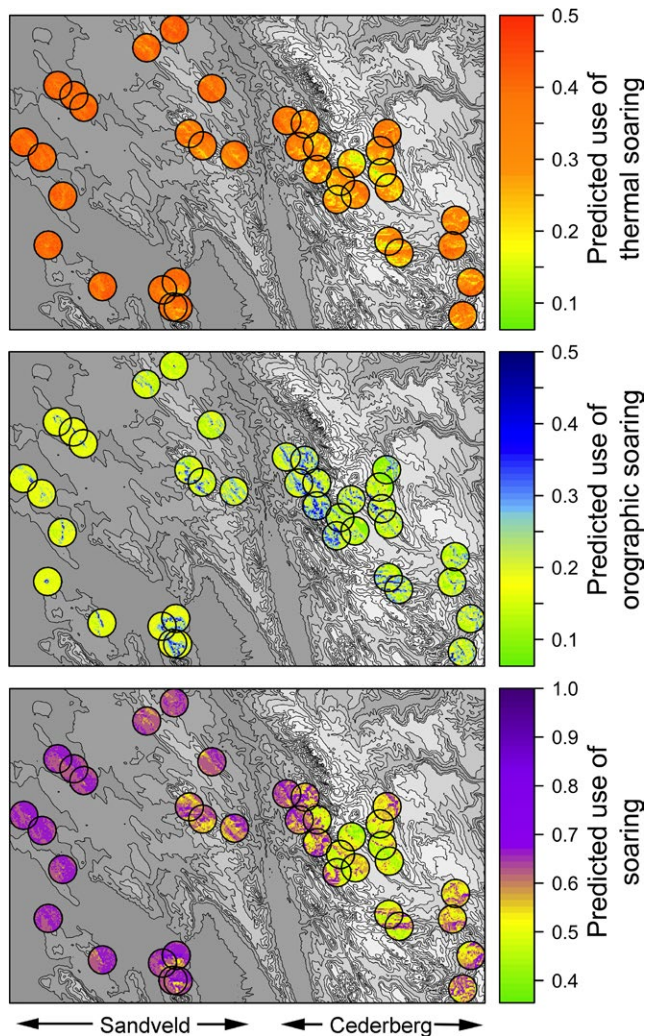 0.5
0.4
0.3
0.2
0.1
Predicted use of
thermal soaring
0.5
0.4
0.3
0.2
0.1
Predicted use of
orographic soaring
1.0
0.9
0.8
0.7
0.6
0.5
0.4
Predicted use of
soaring
Sandveld
Cederberg